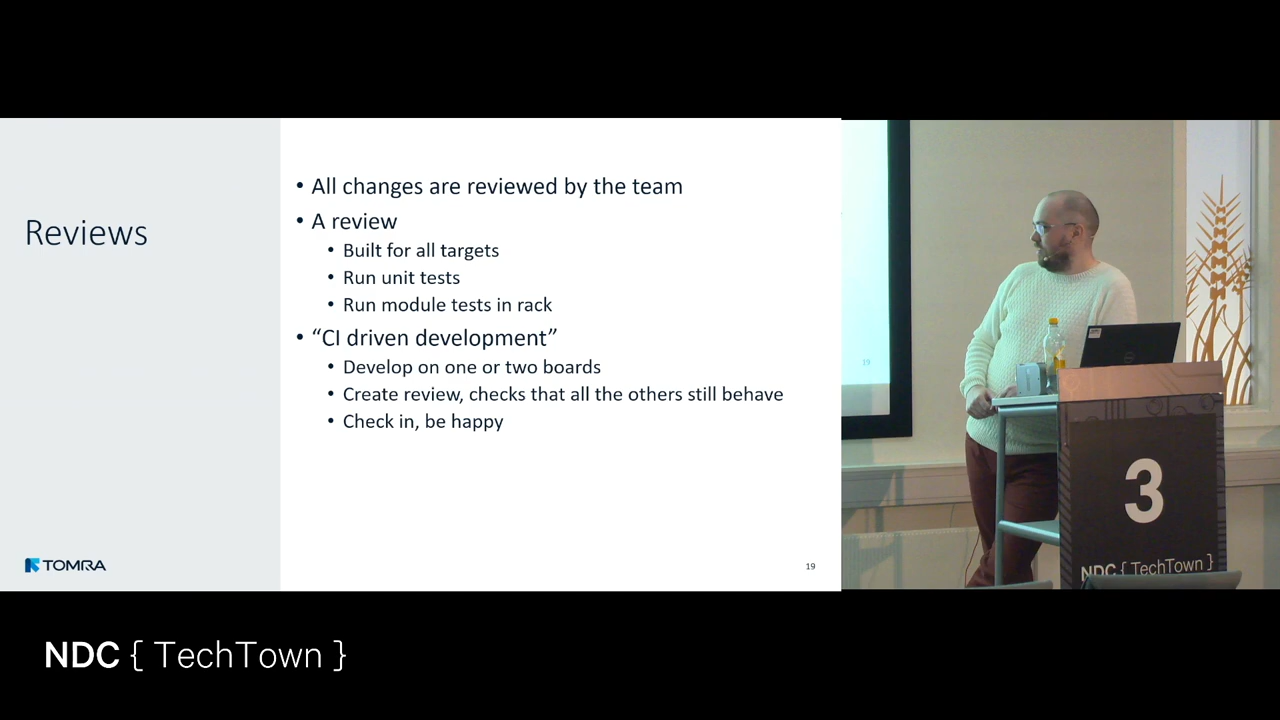 Reviews
• All changes are reviewed by the team
• A review
• Built for all targets
• Run unit tests
• Run module tests in rack
• “CI driven development”
• Develop on one or two boards
• Create review, checks that all the others still behave
• Check in, be happy
TOMRA
19
19
3
NDC { TechTown }
NDC { TechTown }